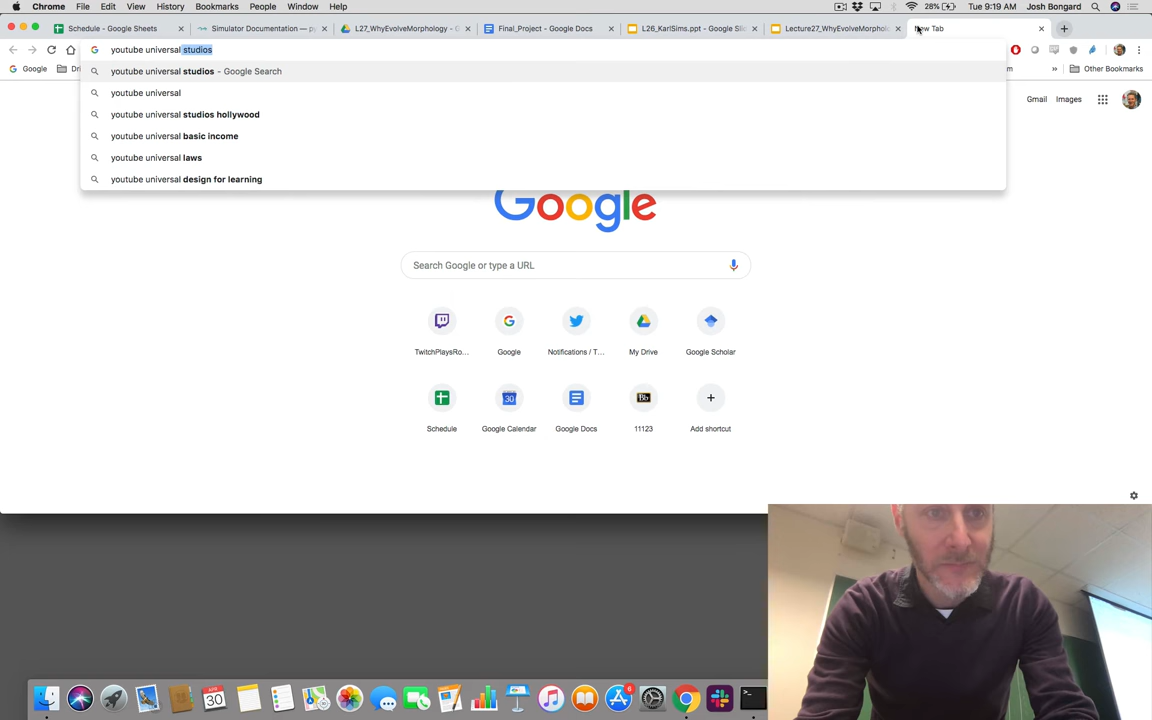 Chrome File Edit View History Bookmarks People Window Help 28% Tue 9:19 AM Josh Bongard
Schedule - Google Sheets Simulator Documentation — L27_WhyEvolveMorphology - Final_Project - Google Docs L26_KarlSims.ppt - Google Lecture27_WhyEvolveMorpholo Tab
youtube universal studios
Google
Other Bookmarks
youtube universal studios - Google Search
youtube universal
youtube universal studios hollywood
youtube universal basic income
youtube universal laws
youtube universal design for learning
Gmail Images
Google
Search Google or type a URL
TwitchPlaysRo... Google Notifications / T... My Drive Google Scholar
Bb
Schedule Google Calendar Google Docs 11123 Add shortcut